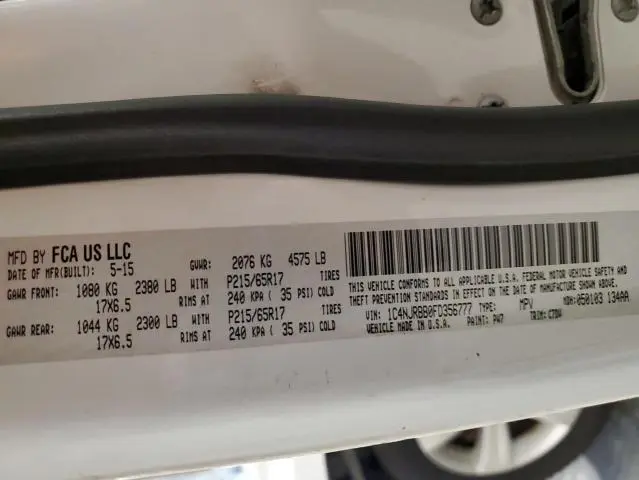 MFD BY FCA US LLC
DATE OF MFR(BUILT): 5-15 GVWR: 2076 KG 4575 LB
GAWR FRONT: 1080 KG 2380 LB WITH P215/65R17 TIRES
17X6.5 RIMS AT 240 KPA ( 35 PSI) COLD
GAWR REAR: 1044 KG 2300 LB WITH P215/65R17 TIRES
17X6.5 RIMS AT 240 KPA ( 35 PSI) COLD
THIS VEHICLE CONFORMS TO ALL APPLICABLE U.S.A. FEDERAL MOTOR VEHICLE SAFETY AND
THEFT PREVENTION STANDARDS IN EFFECT ON THE DATE OF MANUFACTURE SHOWN ABOVE.
VIN: 1C4NJRBB0FD356777 TYPE: MPV MDH:050103 134AA
VEHICLE MADE IN U.S.A. PAINT: PW7 TRIM: